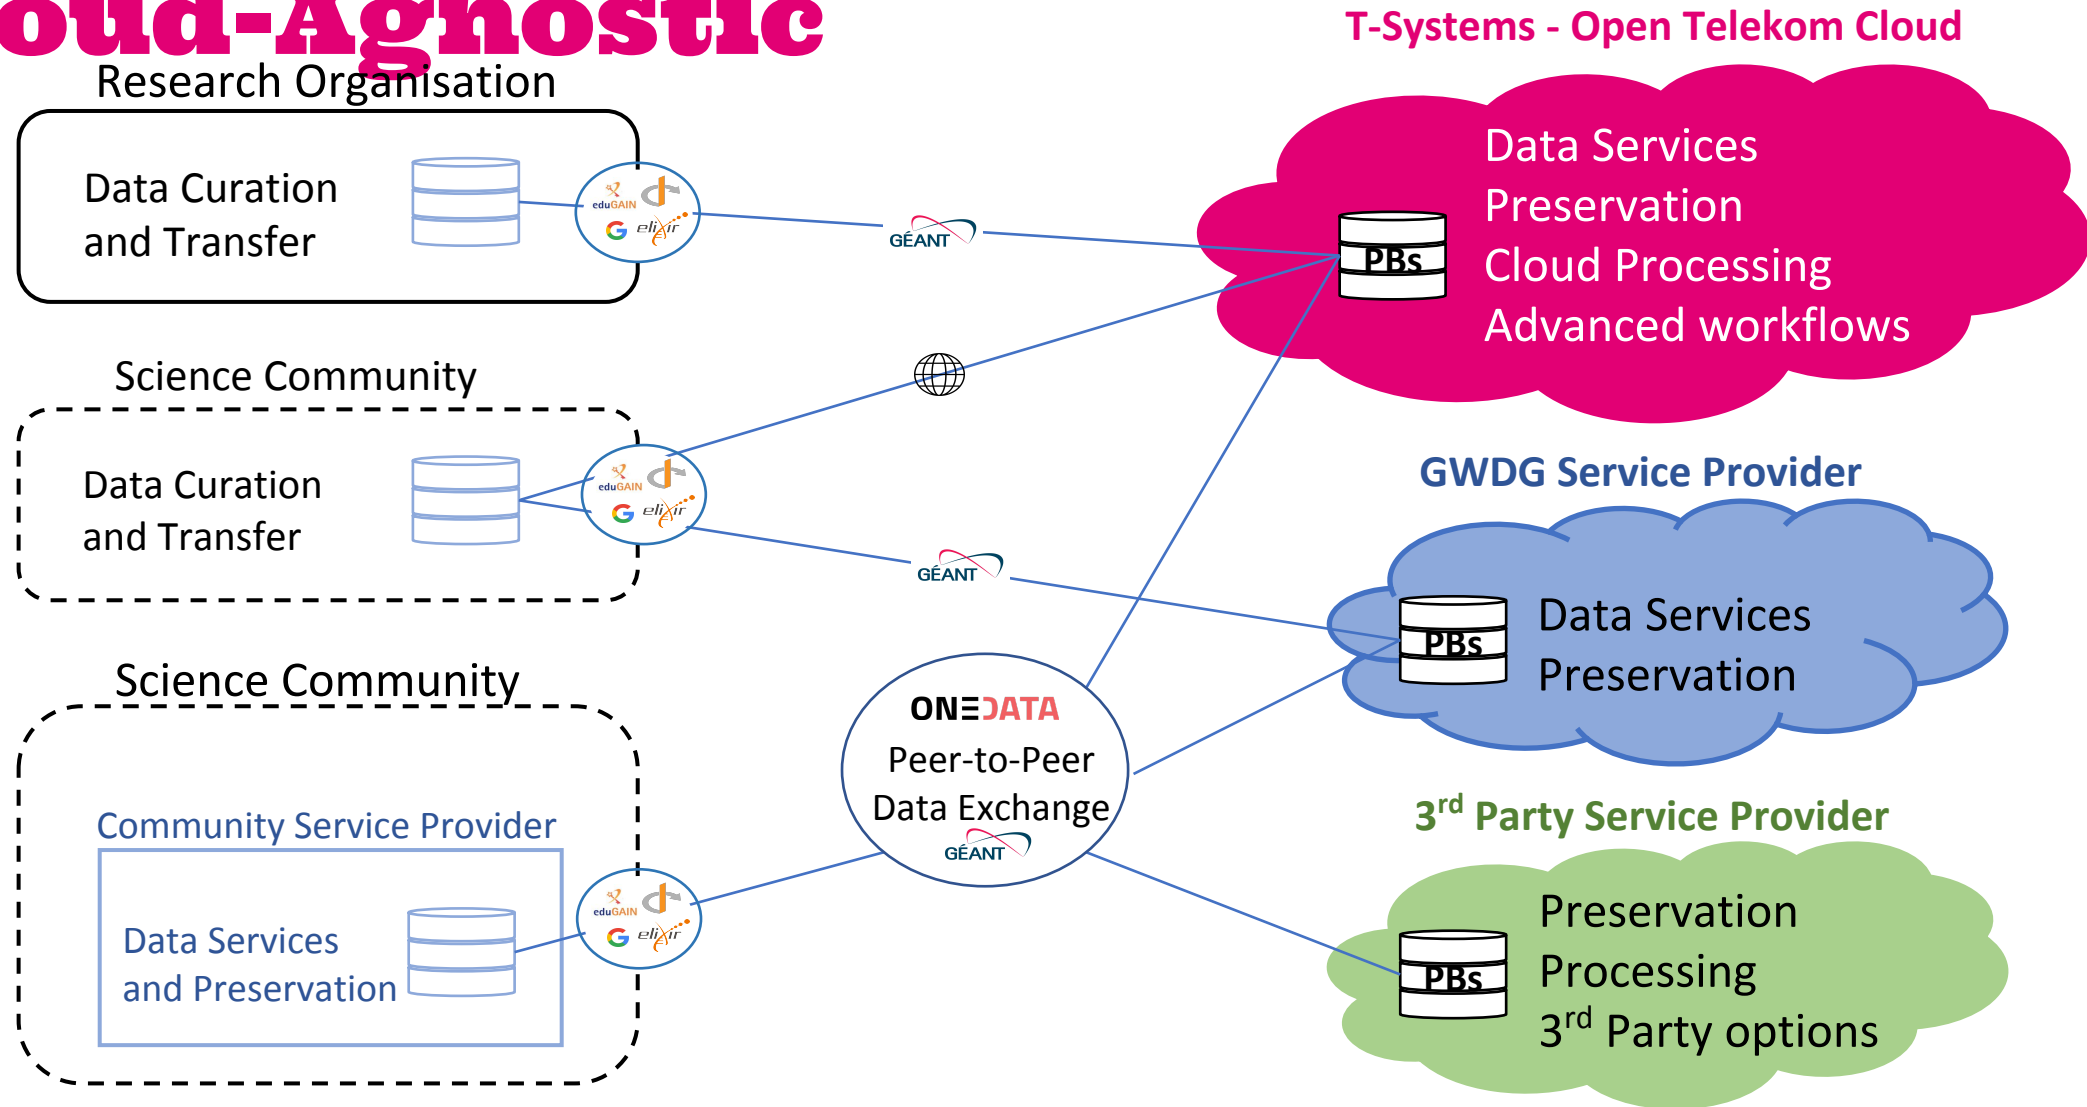 oud-Agnostic
T-Systems - Open Telekom Cloud
Research Organisation
Data Curation
and Transfer
eduGAIN
elixir
GÉANT
PBs
Data Services
Preservation
Cloud Processing
Advanced workflows
Science Community
Data Curation
and Transfer
eduGAIN
elixir
GÉANT
GWDG Service Provider
PBs
Data Services
Preservation
Science Community
Community Service Provider
Data Services
and Preservation
eduGAIN
elixir
ONEDATA
Peer-to-Peer
Data Exchange
GÉANT
3rd Party Service Provider
PBs
Preservation
Processing
3rd Party options